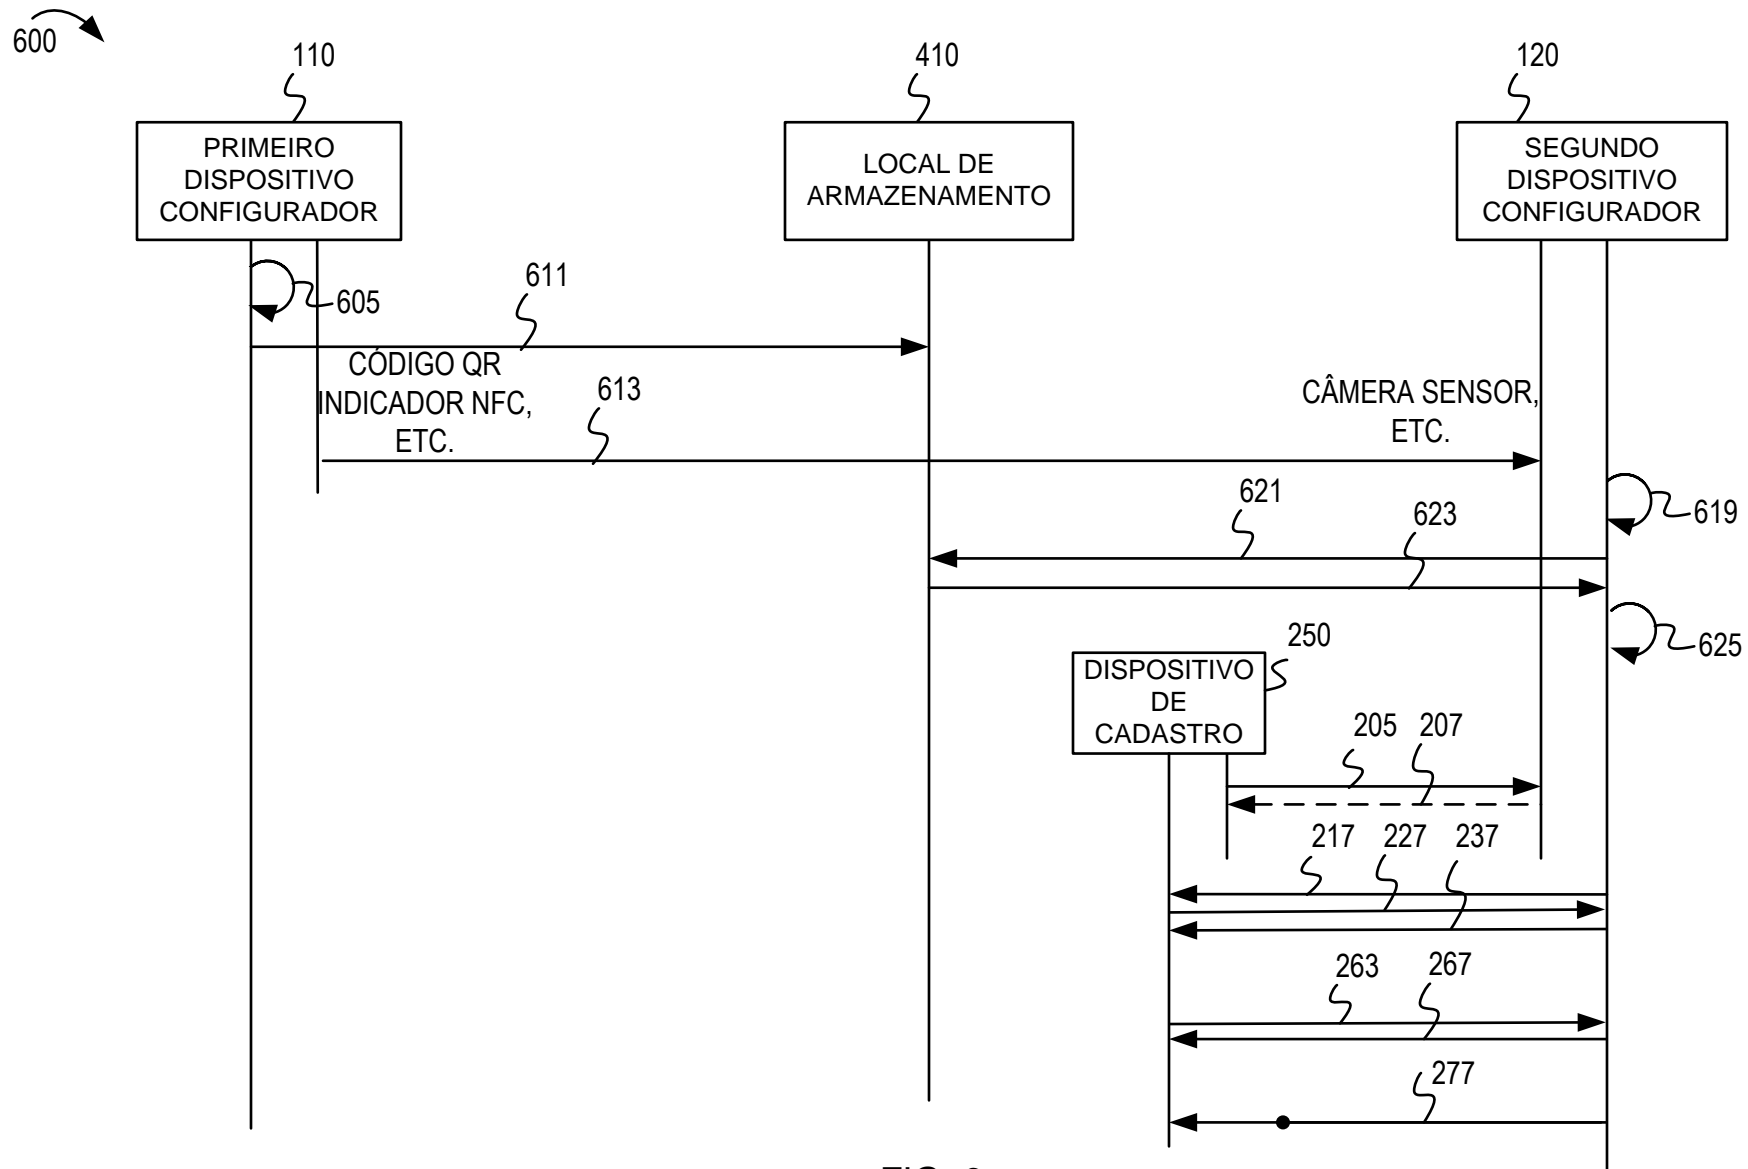 600
110
410
120
PRIMEIRO
DISPOSITIVO
CONFIGURADOR
LOCAL DE
ARMAZENAMENTO
SEGUNDO
DISPOSITIVO
CONFIGURADOR
605
611
CÓDIGO QR
INDICADOR NFC,
ETC.
613
CÂMERA SENSOR,
ETC.
621
623
619
625
250
DISPOSITIVO
DE
CADASTRO
205
207
217
227
237
263
267
277